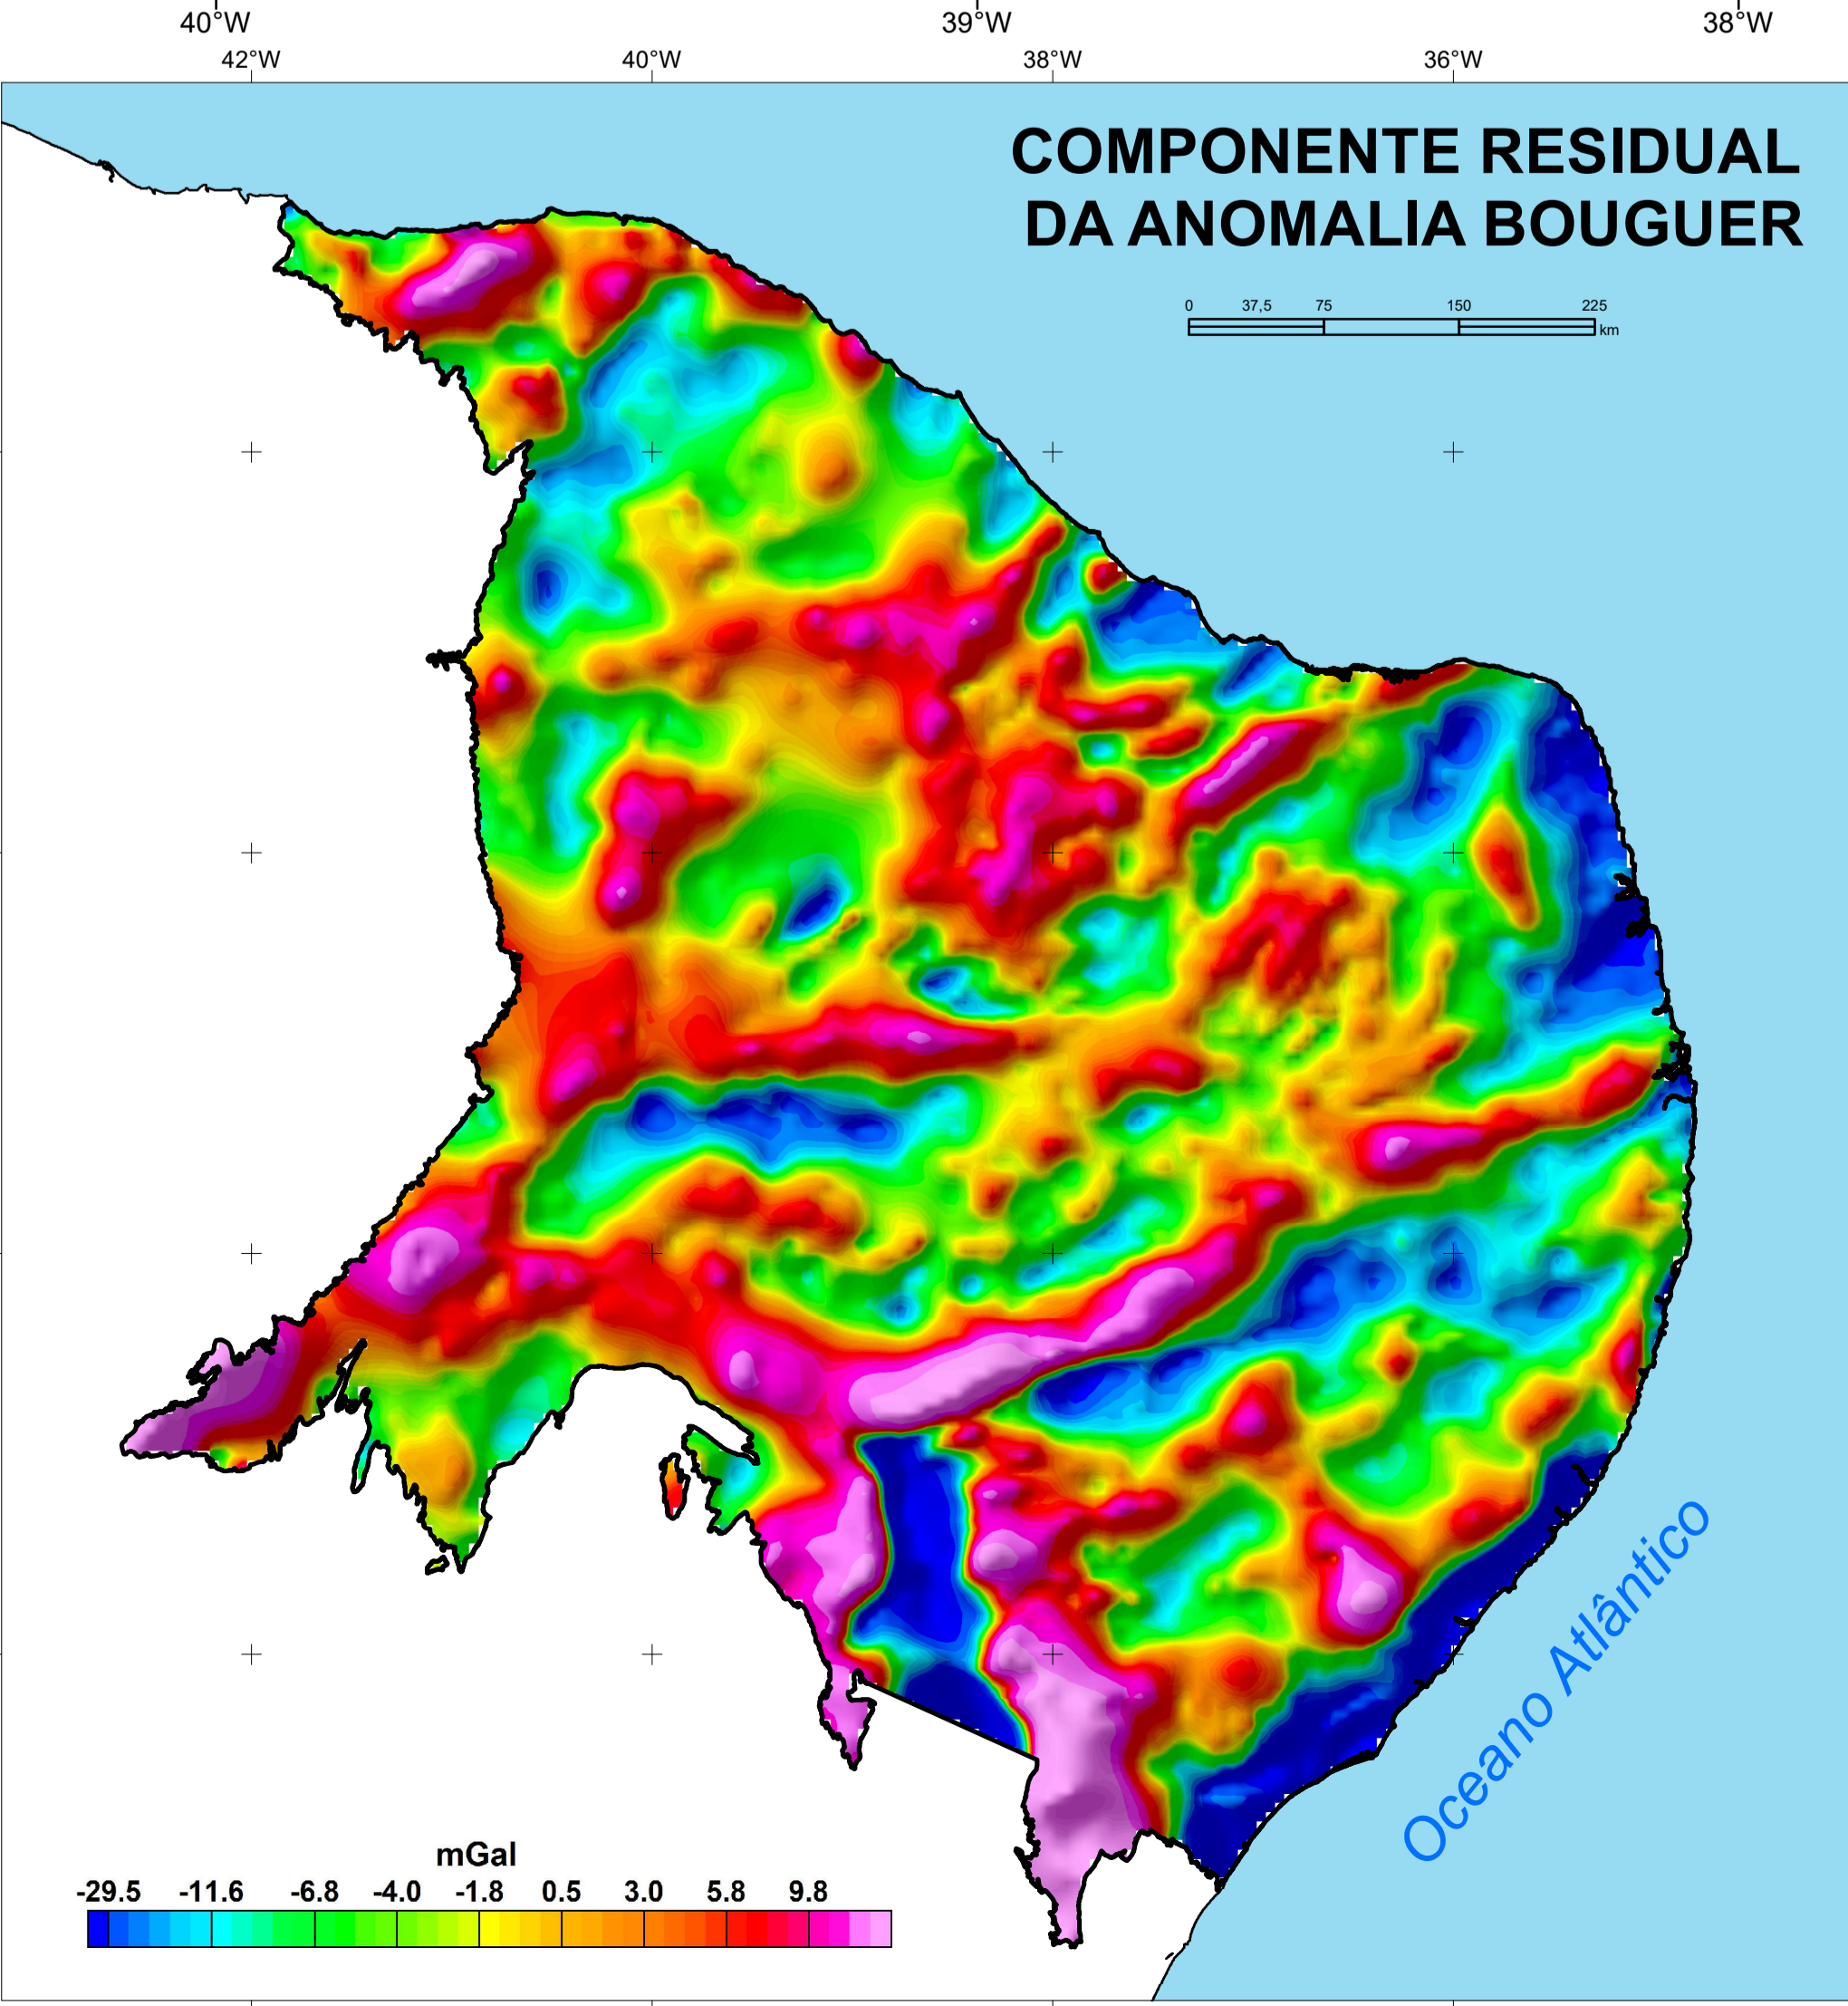 40°W 39°W 38°W
42°W 40°W 38°W 36°W
COMPONENTE RESIDUAL
DA ANOMALIA BOUGUER
0 37,5 75 150 225
km
Oceano Atlântico
mGal
-29.5 -11.6 -6.8 -4.0 -1.8 0.5 3.0 5.8 9.8